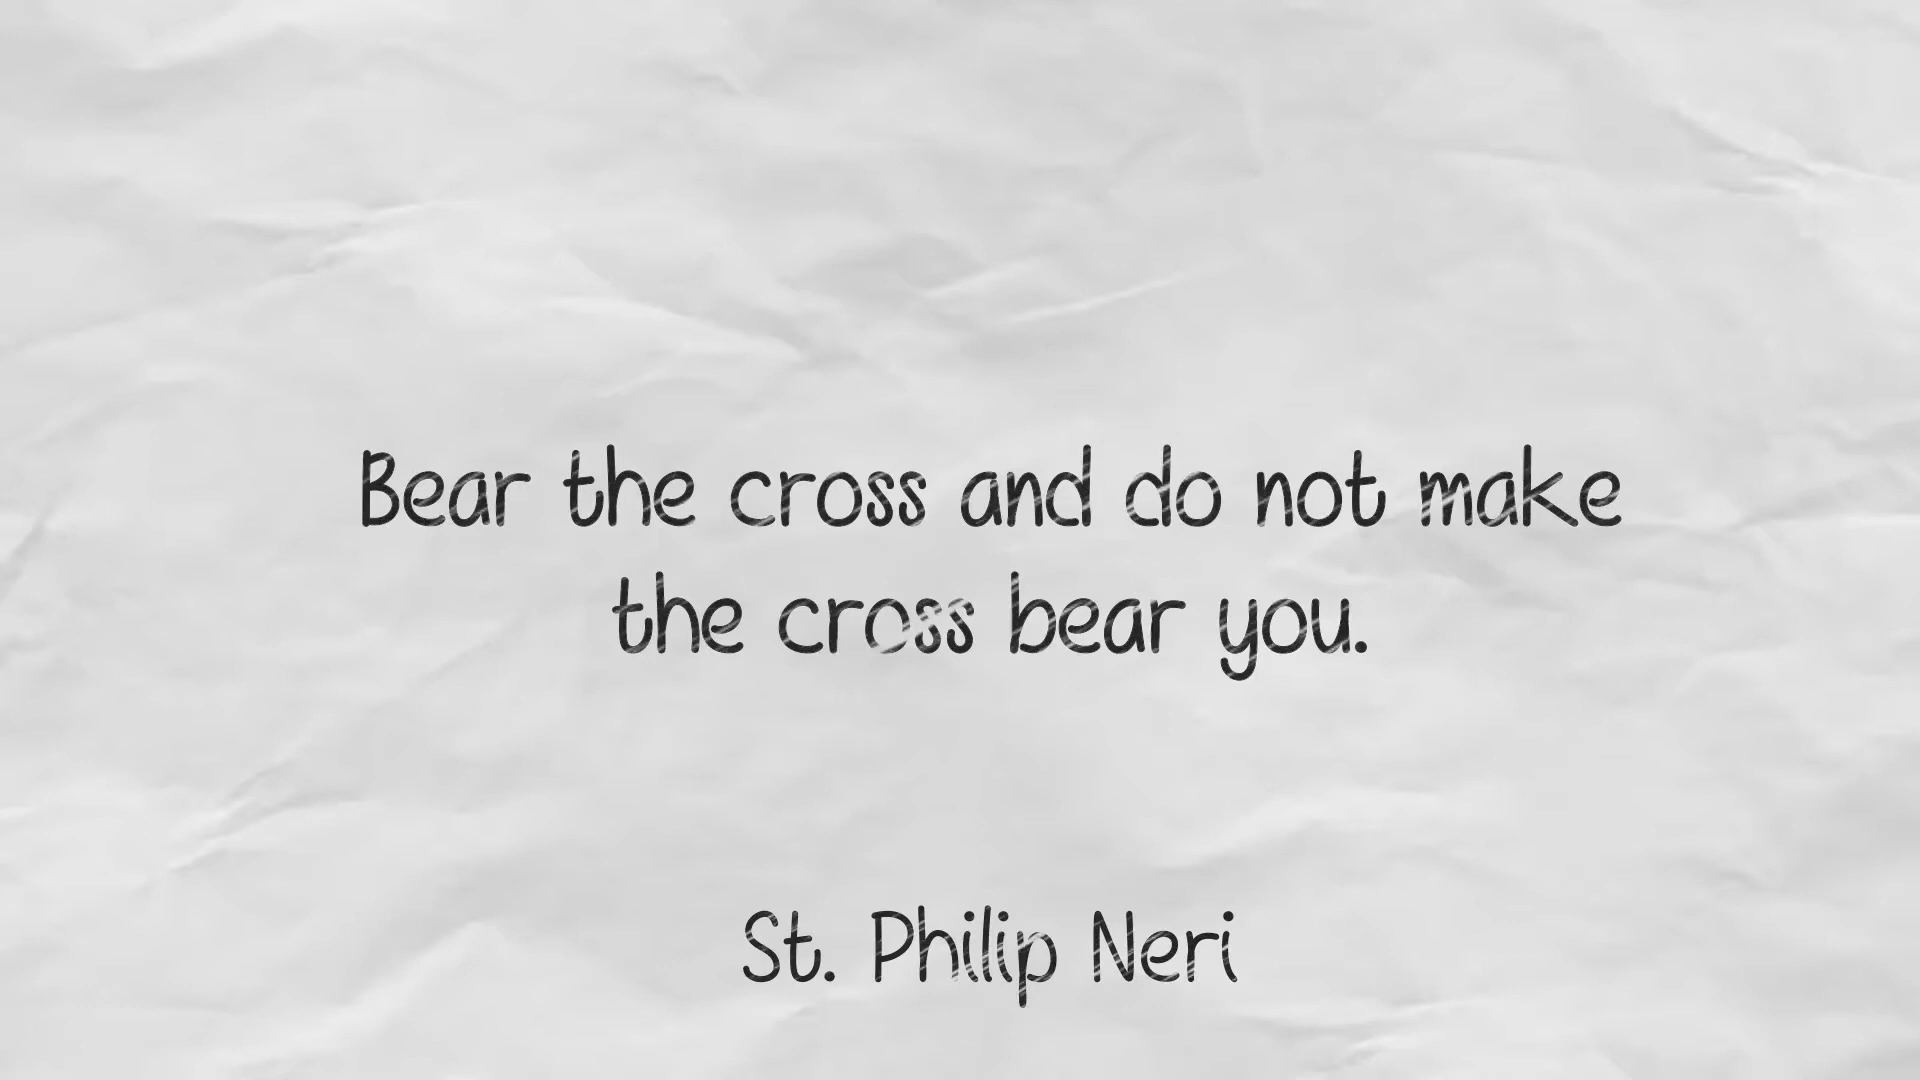 Bear the cross and do not make
the cross bear you.
St. Philip Neri